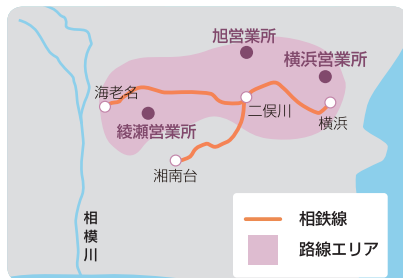 旭営業所
横浜営業所
海老名
二俣川
横浜
綾瀬営業所
湘南台
相模川
相鉄線
路線エリア